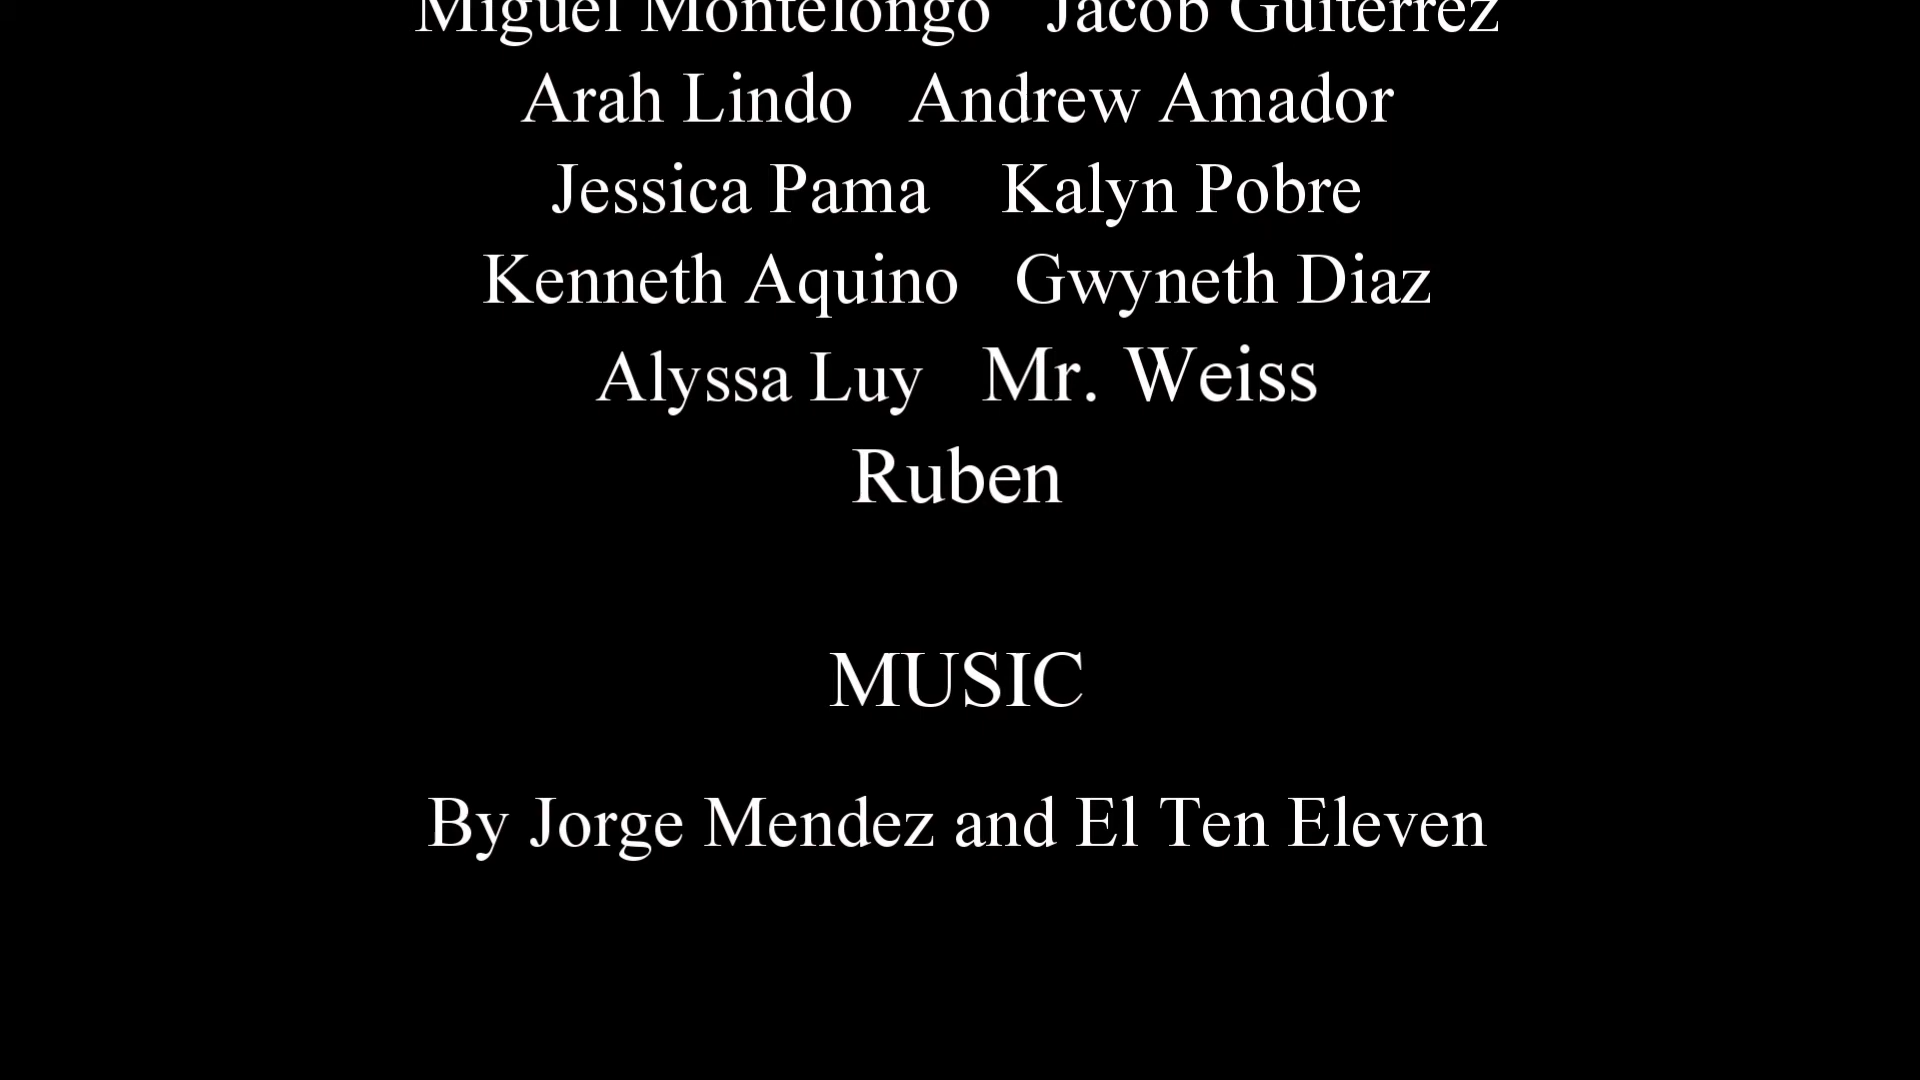 Miguel Montelongo Jacob Guiterrez
Arah Lindo Andrew Amador
Jessica Pama Kalyn Pobre
Kenneth Aquino Gwyneth Diaz
Alyssa Luy Mr. Weiss
Ruben
MUSIC
By Jorge Mendez and El Ten Eleven